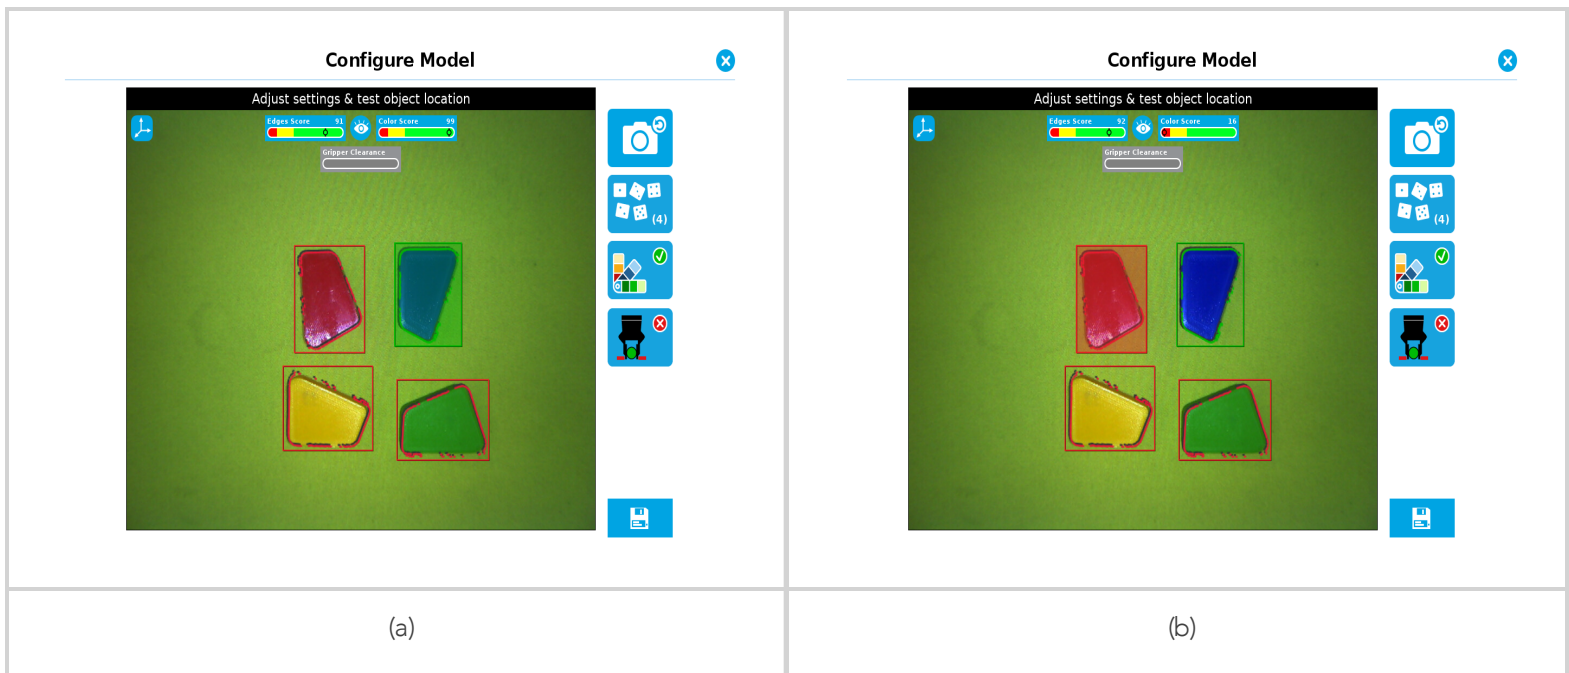 Configure Model
Adjust settings & test object location
Edges Score 91
Color Score 99
Gripper Clearance
(4)
(a)
Configure Model
Adjust settings & test object location
Edges Score 92
Color Score 16
Gripper Clearance
(4)
(b)